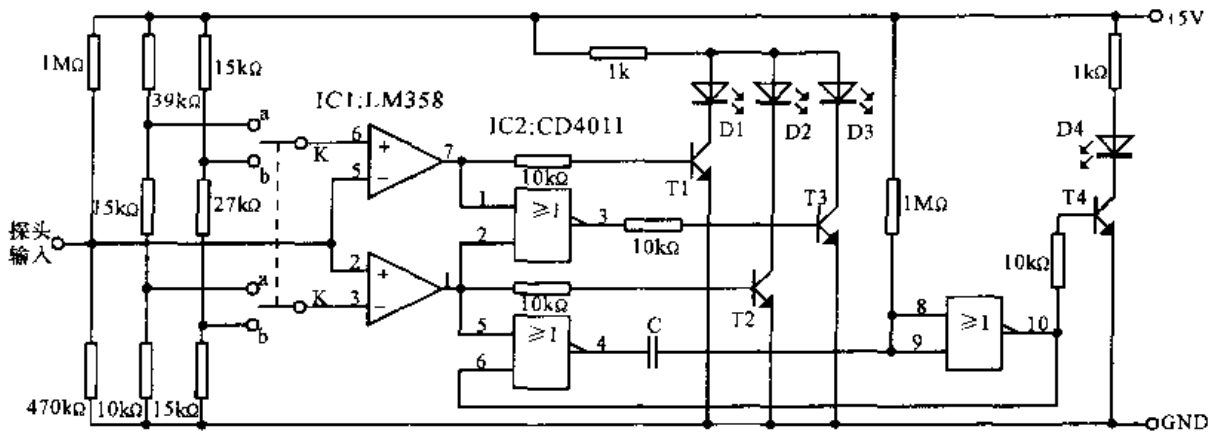 +5V
1MΩ
39kΩ
15kΩ
1k
1kΩ
IC1:LM358
IC2:CD4011
D1
D2
D3
D4
a
K
b
6
+
5
−
7
10kΩ
T1
15kΩ
27kΩ
1
2
≥1
3
10kΩ
T3
1MΩ
T4
10kΩ
探头
输入
a
K
b
2
+
3
−
1
10kΩ
T2
5
6
≥1
4
C
8
9
≥1
10
470kΩ
10kΩ
15kΩ
GND